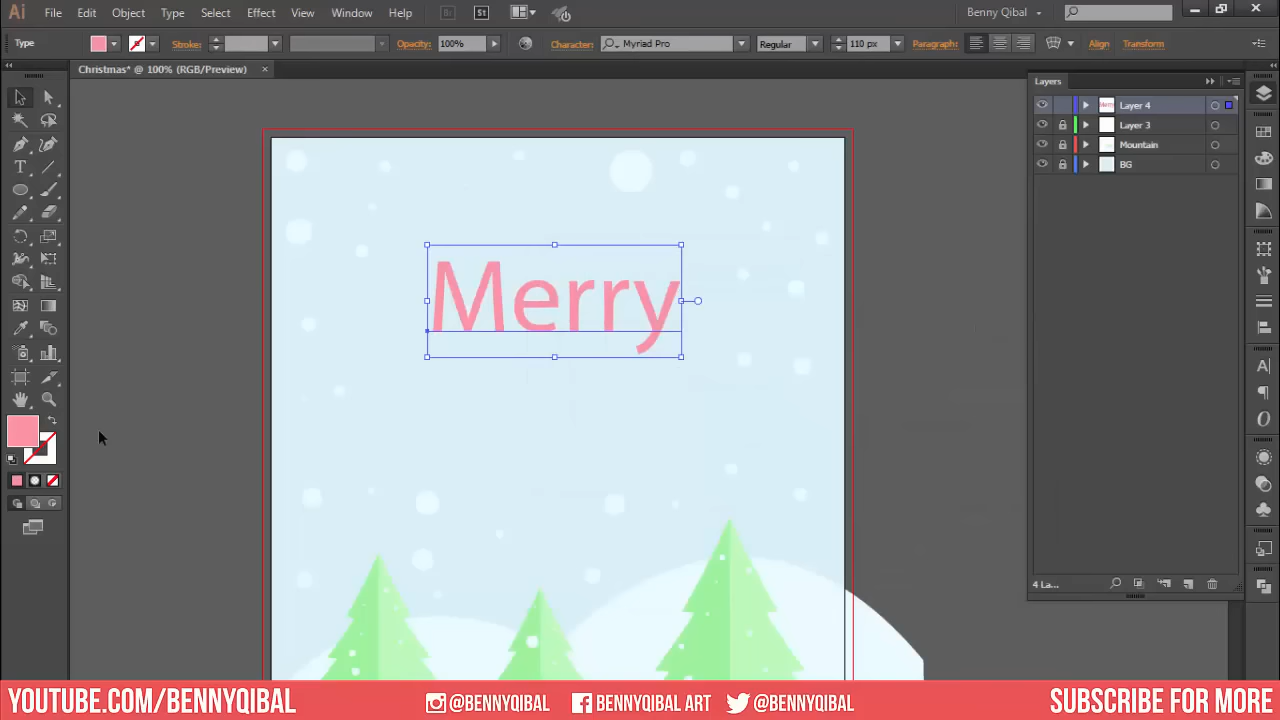 Ai File Edit Object Type Select Effect View Window Help Br St Benny Qibal
Type Stroke: Opacity: 100% Character: Myriad Pro Regular 110 px Paragraph: Align Transform
Christmas* @ 100% (RGB/Preview) ×
Layers
Layer 4
Layer 3
Mountain
BG
Merry
4 La...
YOUTUBE.COM/BENNYQIBAL @BENNYQIBAL BENNYQIBAL ART @BENNYQIBAL SUBSCRIBE FOR MORE